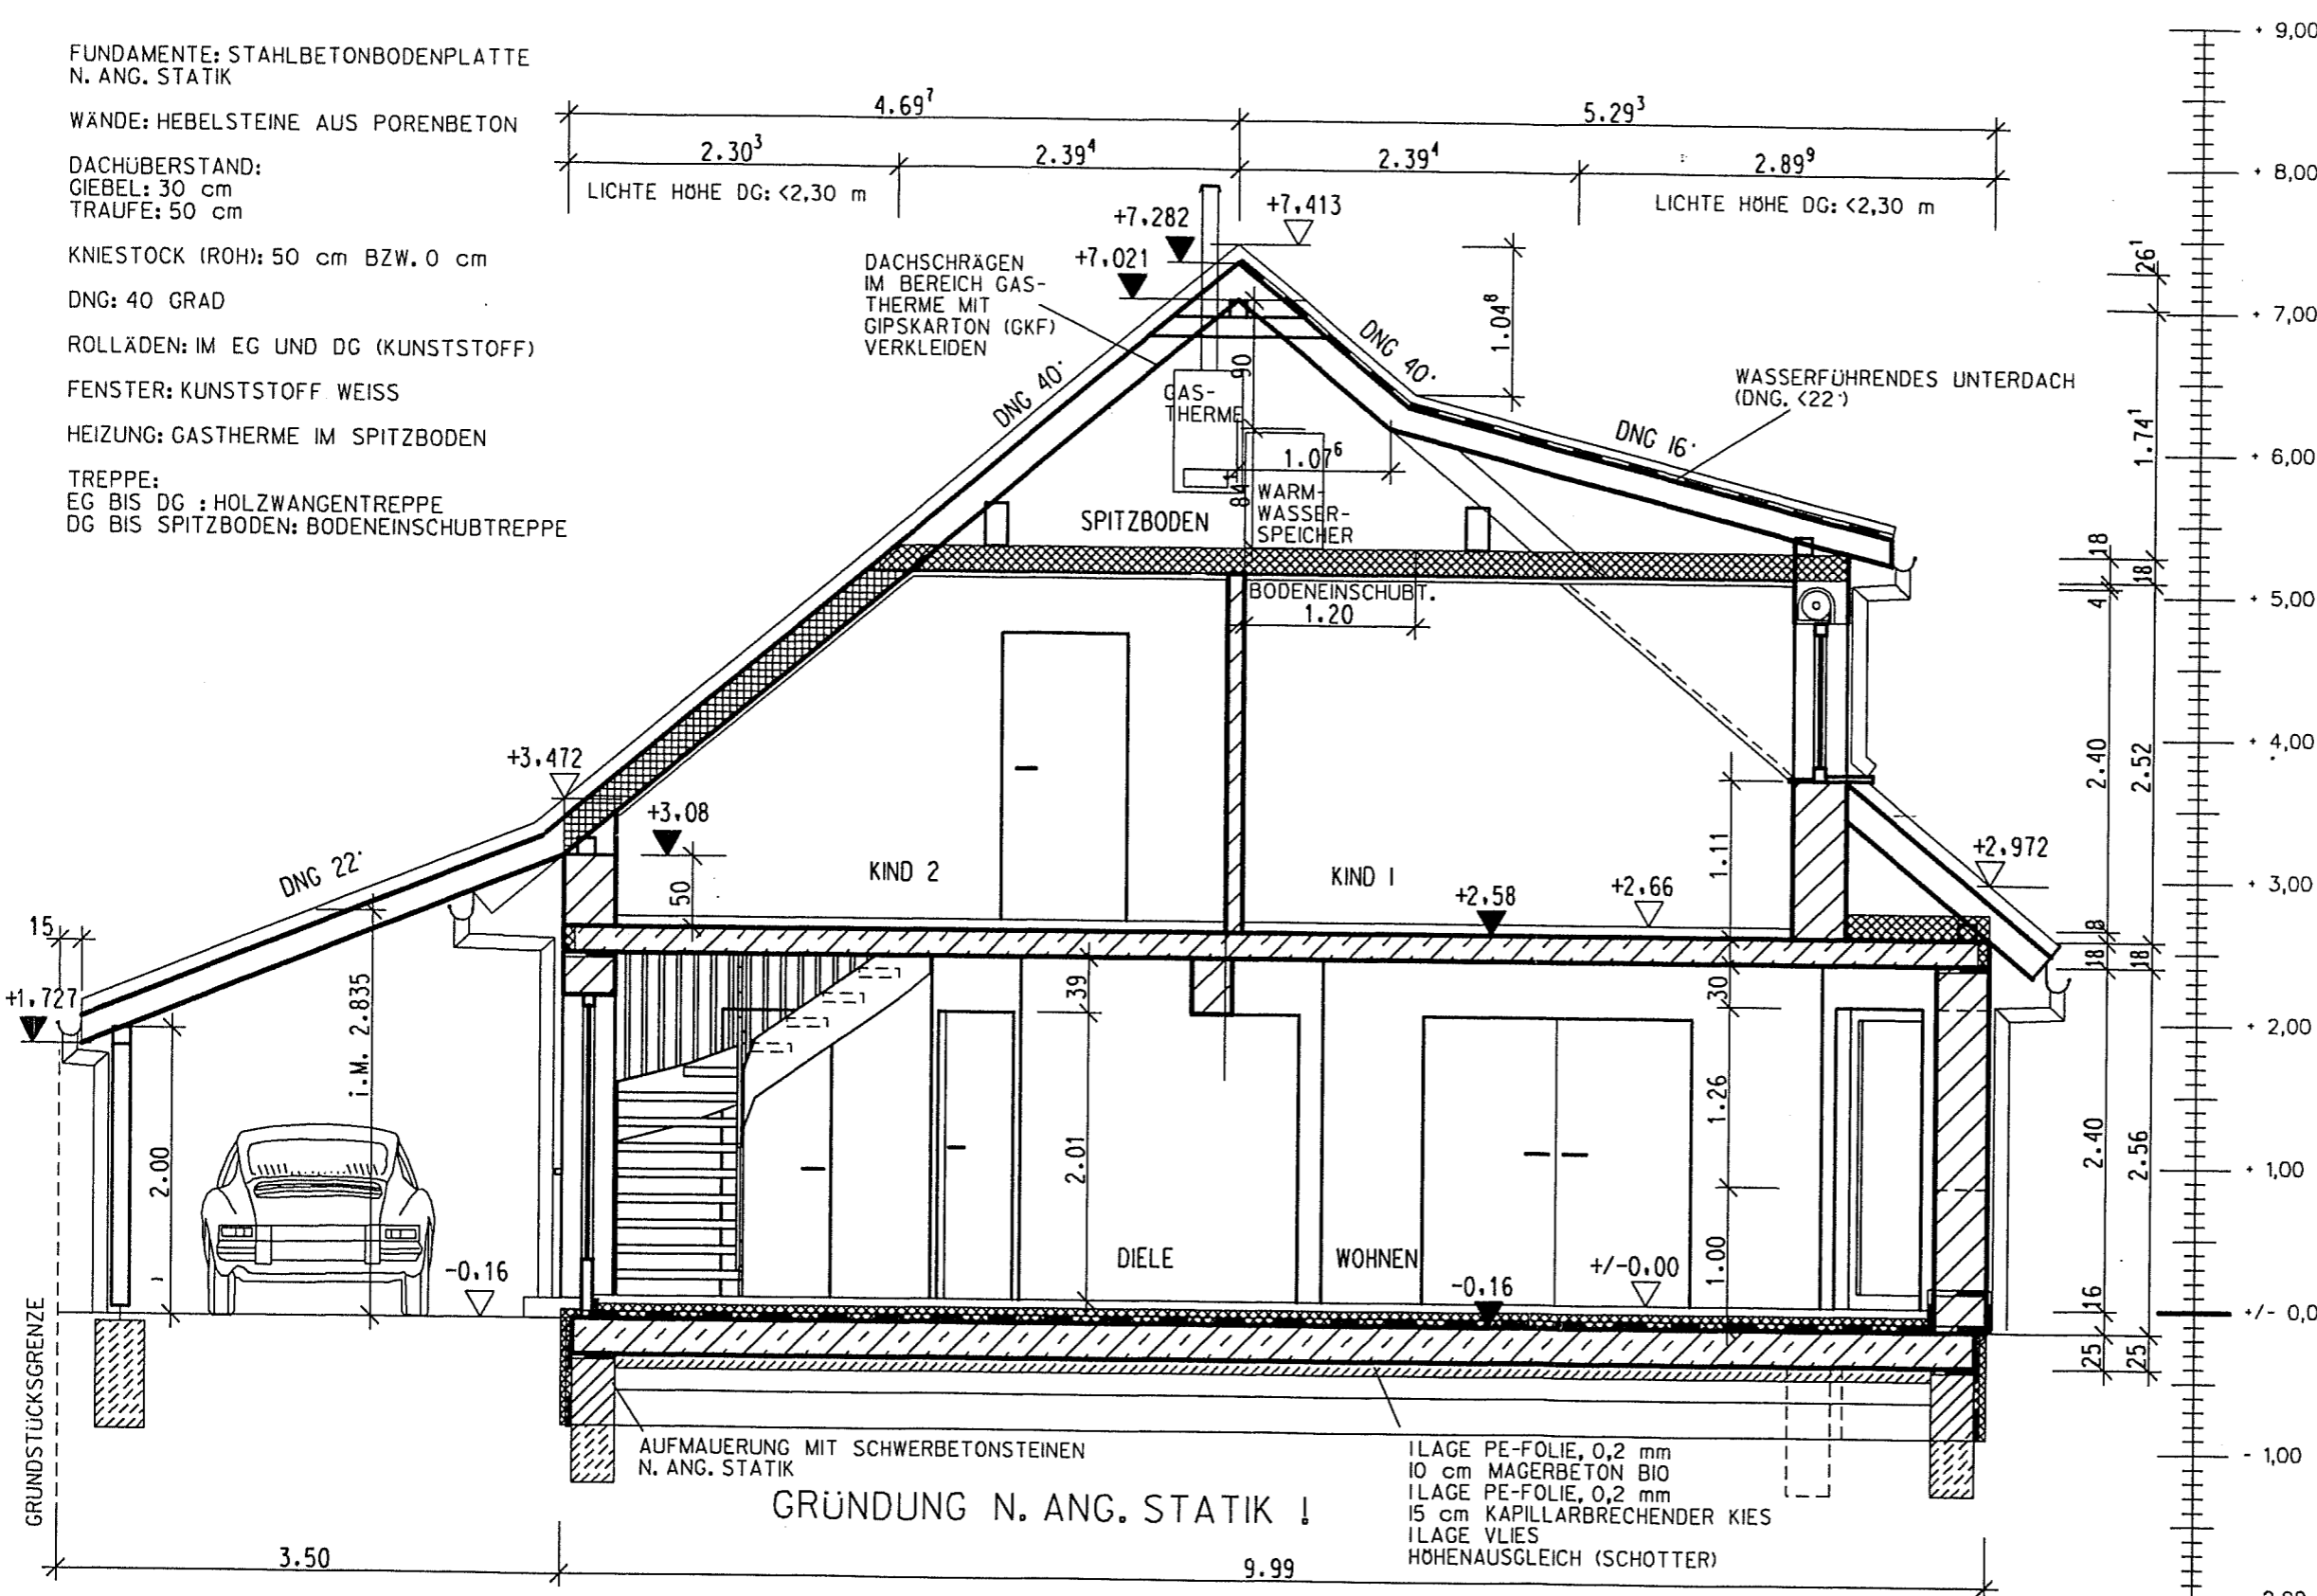 FUNDAMENTE: STAHLBETONBODENPLATTE
N. ANG. STATIK
WÄNDE: HEBELSTEINE AUS PORENBETON
DACHÜBERSTAND:
GIEBEL: 30 cm
TRAUFE: 50 cm
KNIESTOCK (ROH): 50 cm BZW. 0 cm
DNG: 40 GRAD
ROLLÄDEN: IM EG UND DG (KUNSTSTOFF)
FENSTER: KUNSTSTOFF WEISS
HEIZUNG: GASTHERME IM SPITZBODEN
TREPPE:
EG BIS DG : HOLZWANGENTREPPE
DG BIS SPITZBODEN: BODENEINSCHUBTREPPE
4.69⁷
5.29³
2.30³
2.39⁴
2.39⁴
2.89⁹
LICHTE HÖHE DG: <2,30 m
LICHTE HÖHE DG: <2,30 m
+7,282
+7,413
+7,021
DACHSCHRÄGEN
IM BEREICH GAS-
THERME MIT
GIPSKARTON (GKF)
VERKLEIDEN
DNG 40°
DNG 40°
1.04⁸
WASSERFÜHRENDES UNTERDACH
(DNG. <22°)
DNG 16°
90
GAS-
THERME
1.07⁶
84¹
WARM-
WASSER-
SPEICHER
SPITZBODEN
BODENEINSCHUBT.
1.20
+3,472
+3,08
50
KIND 2
KIND 1
+2,58
+2,66
1.11
+2,972
DNG 22°
15
+1,727
i.M. 2.835
2.00
-0,16
.39
2.01
.30
1.26
1.00
DIELE
WOHNEN
+/-0,00
-0,16
GRUNDSTÜCKSGRENZE
AUFMAUERUNG MIT SCHWERBETONSTEINEN
N. ANG. STATIK
GRÜNDUNG N. ANG. STATIK !
1 LAGE PE-FOLIE, 0,2 mm
10 cm MAGERBETON B10
1 LAGE PE-FOLIE, 0,2 mm
15 cm KAPILLARBRECHENDER KIES
1 LAGE VLIES
HÖHENAUSGLEICH (SCHOTTER)
3.50
9.99
18
4
2.40
8
18
2.40
16
25
26¹
1.74¹
18
2.52
18
2.56
25
+ 9,00
+ 8,00
+ 7,00
+ 6,00
+ 5,00
+ 4,00
+ 3,00
+ 2,00
+ 1,00
+/- 0,0
- 1,00